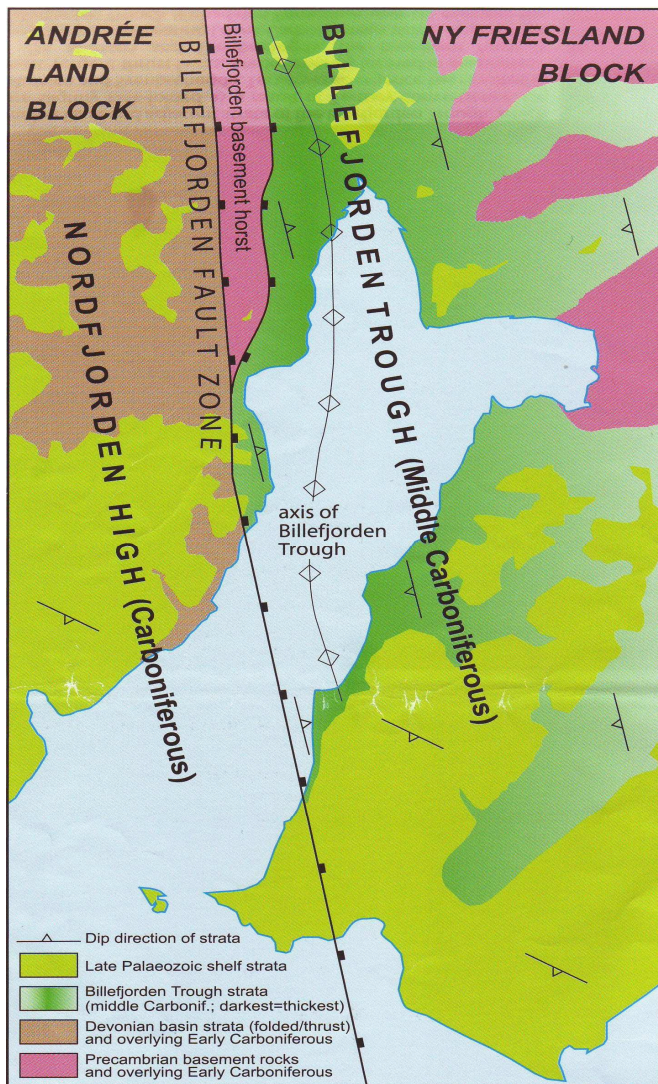 ANDRÉE
LAND
BLOCK
BILLEFJORDEN FAULT ZONE
Billefjorden basement horst
BILLEFJORDEN TROUGH (Middle Carboniferous)
NY FRIESLAND
BLOCK
NORDFJORDEN HIGH (Carboniferous)
axis of
Billefjorden
Trough
Dip direction of strata
Late Palaeozoic shelf strata
Billefjorden Trough strata
(middle Carbonif.; darkest=thickest)
Devonian basin strata (folded/thrust)
and overlying Early Carboniferous
Precambrian basement rocks
and overlying Early Carboniferous